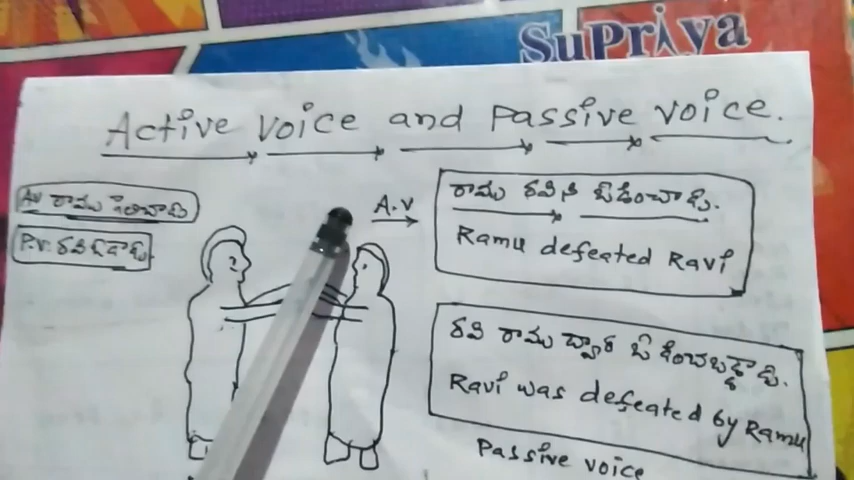 SuPriya
Active voice and Passive voice.
A.V రాము గెలిచాడు
P.V. రవి ఓడాడు
A.V
రాము రవిని ఓడించాడు.
Ramu defeated Ravi
రవి రాము ద్వారా ఓడించబడ్డాడు.
Ravi was defeated by Ramu
Passive voice